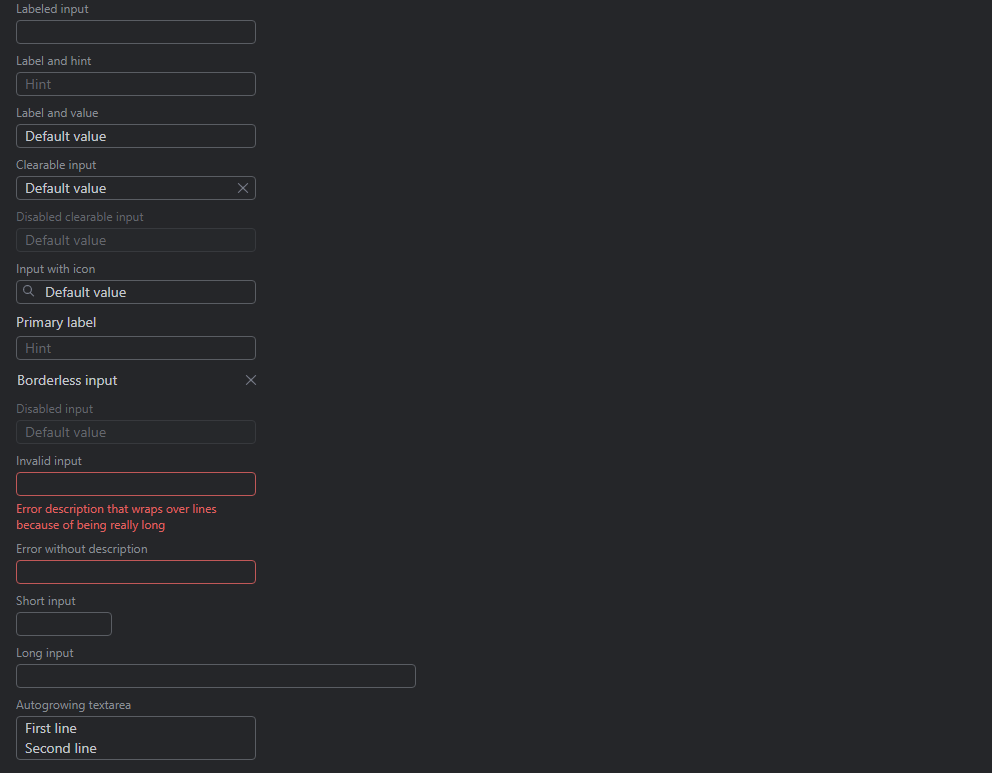 Labeled input
Label and hint
Hint
Label and value
Default value
Clearable input
Default value
Disabled clearable input
Default value
Input with icon
Default value
Primary label
Hint
Borderless input
Disabled input
Default value
Invalid input
Error description that wraps over lines
because of being really long
Error without description
Short input
Long input
Autogrowing textarea
First line
Second line